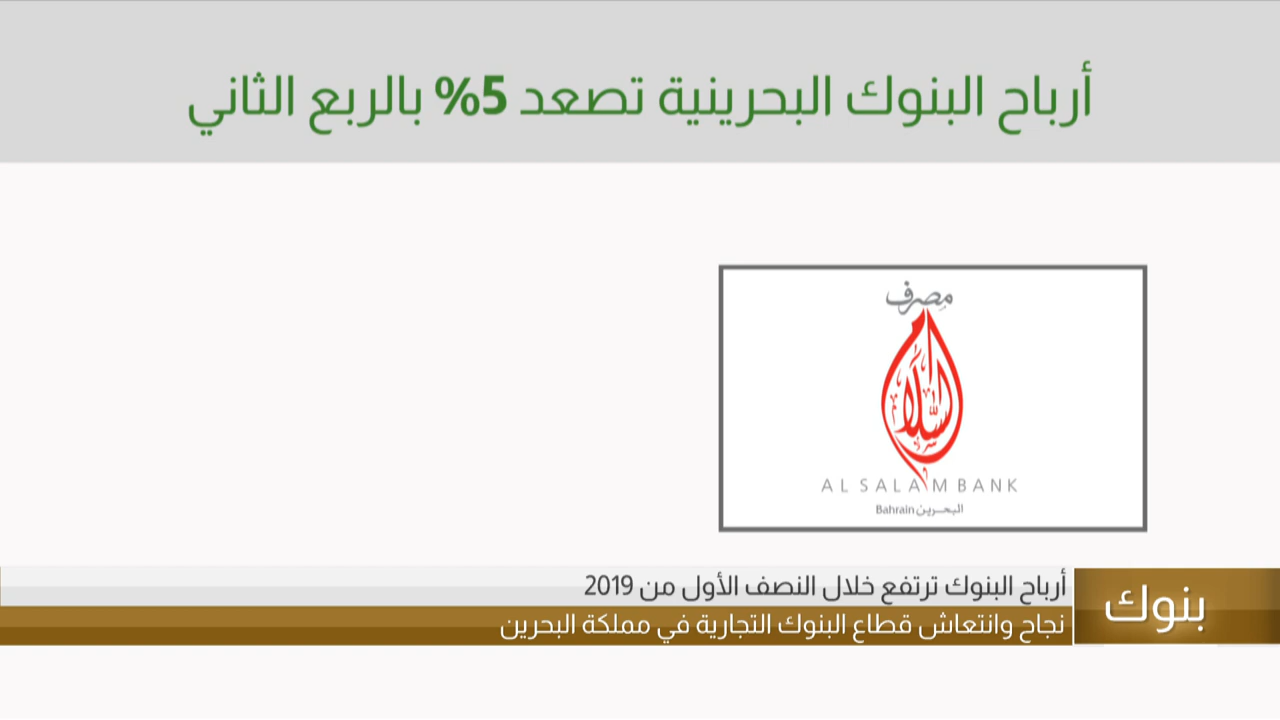 أرباح البنوك البحرينية تصعد 5% بالربع الثاني
مصرف
السلام
AL SALAM BANK
البحرين Bahrain
بنوك
أرباح البنوك ترتفع خلال النصف الأول من 2019
نجاح وانتعاش قطاع البنوك التجارية في مملكة البحرين